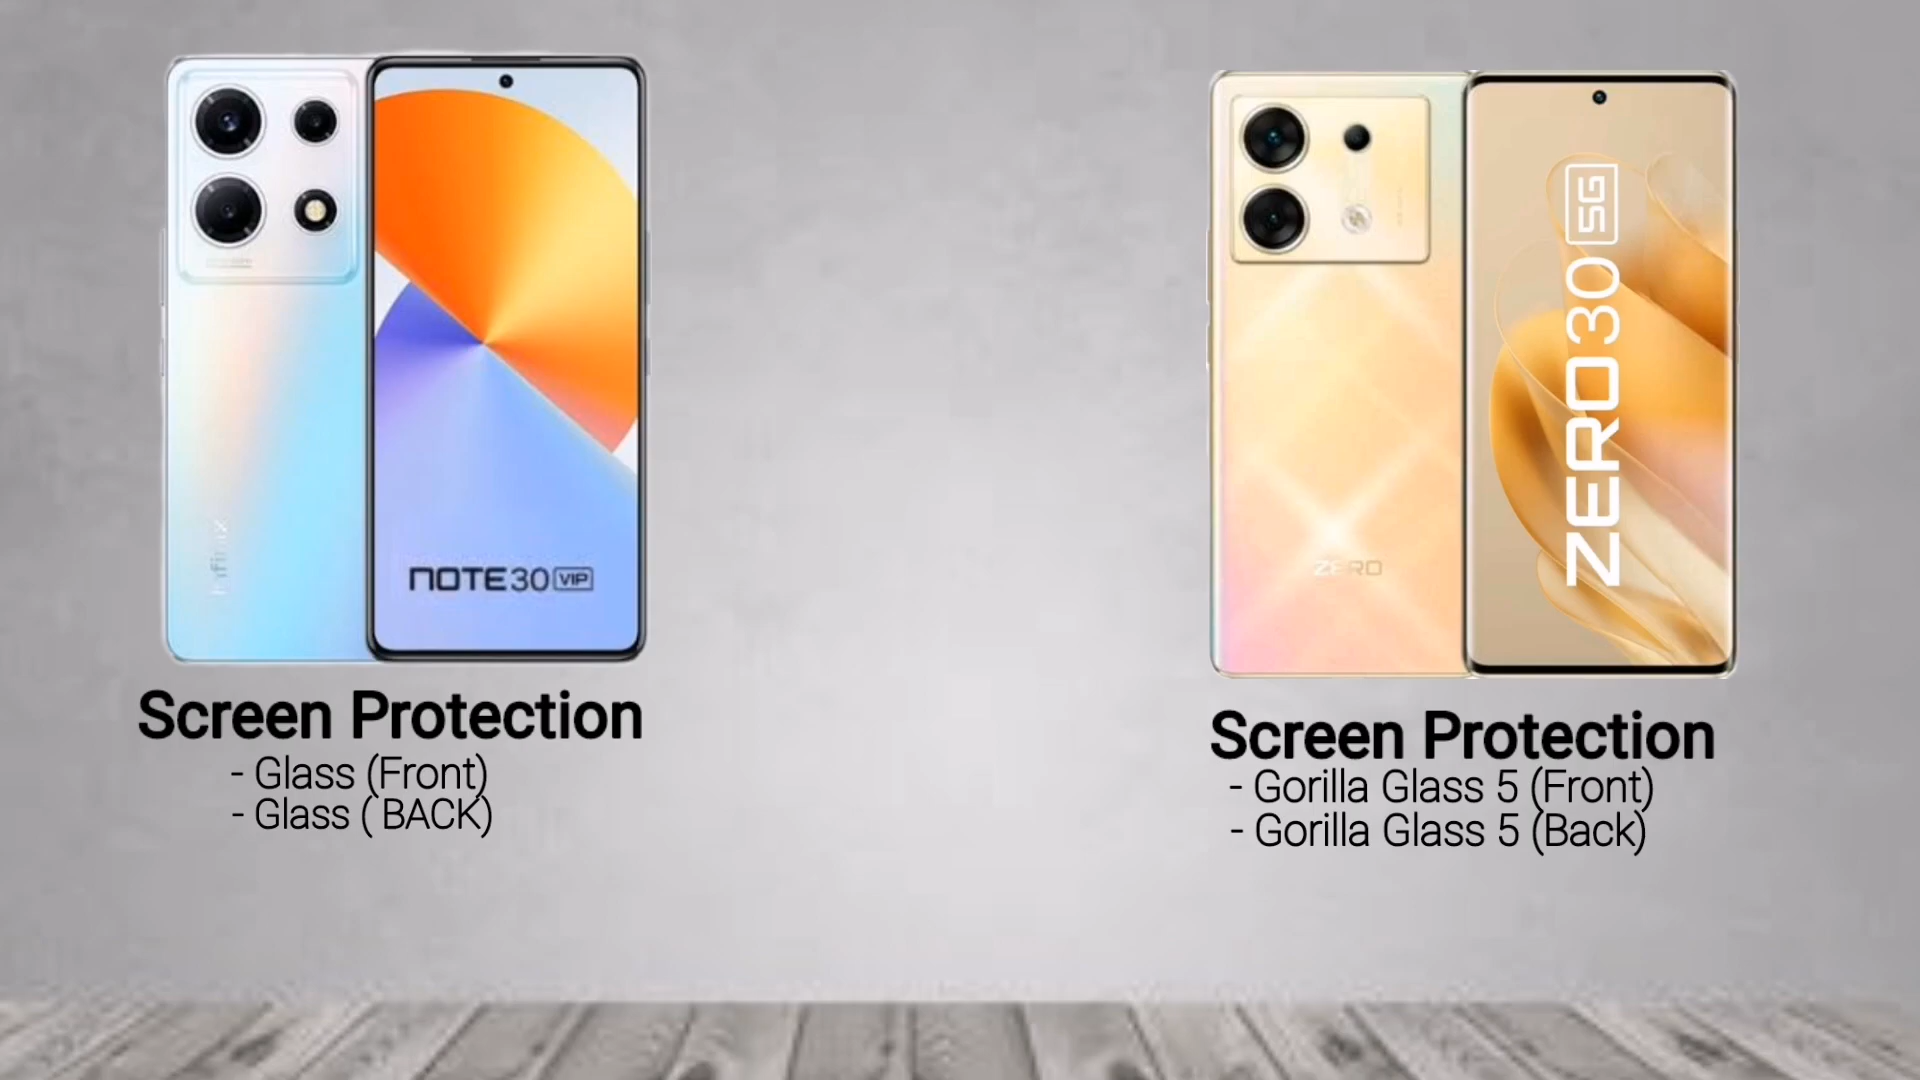 Infinix
NOTE30 VIP
Screen Protection
- Glass (Front)
- Glass ( BACK)
ZERO
ZERO30 5G
Screen Protection
- Gorilla Glass 5 (Front)
- Gorilla Glass 5 (Back)